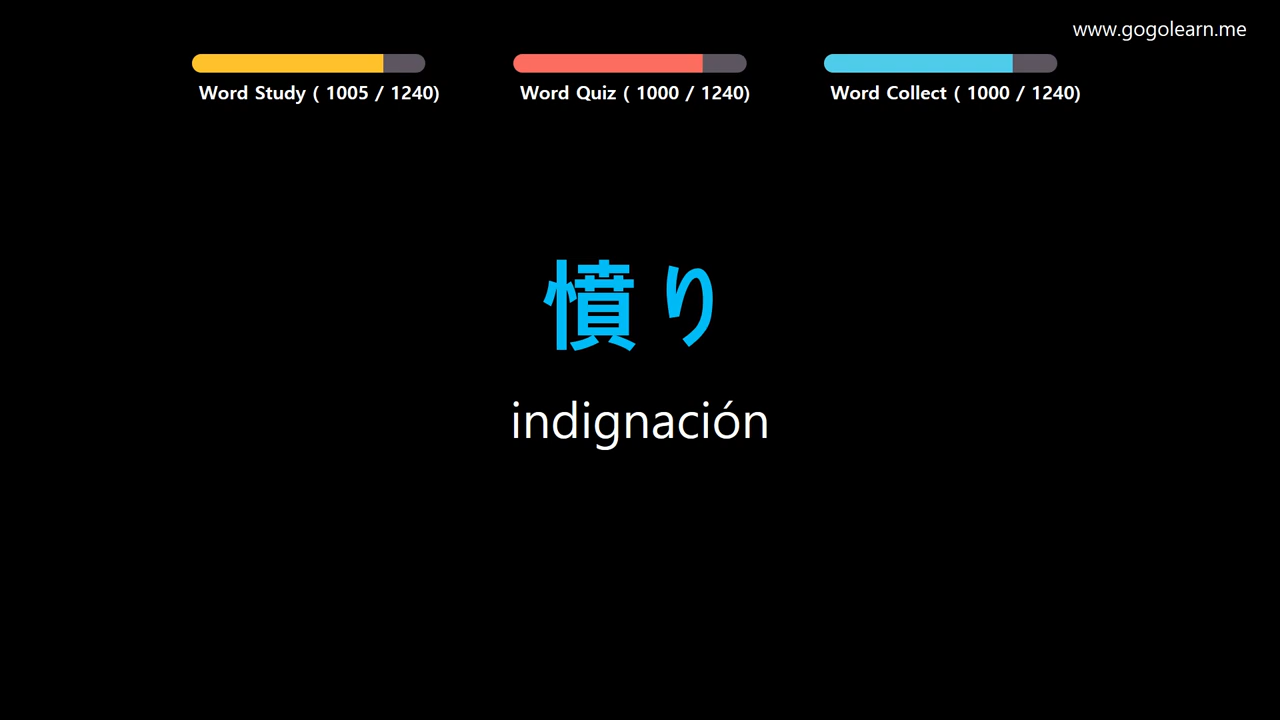 www.gogolearn.me
Word Study ( 1005 / 1240)
Word Quiz ( 1000 / 1240)
Word Collect ( 1000 / 1240)
憤り
indignación